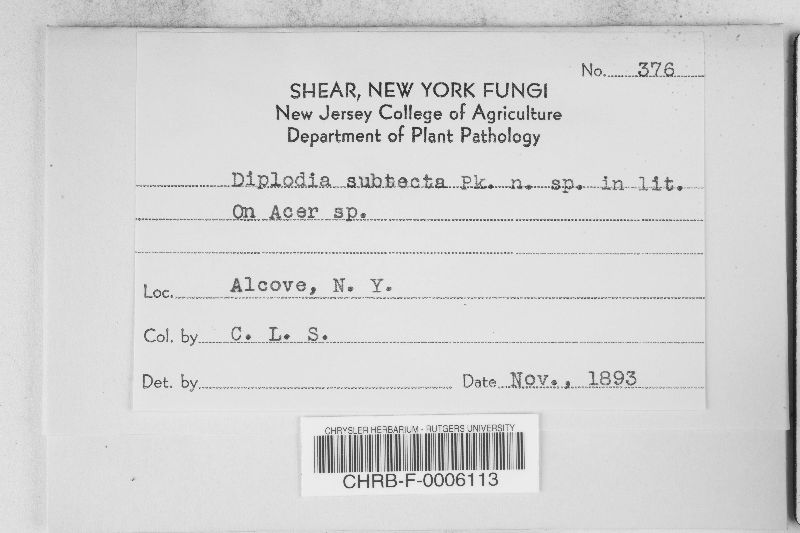 No. 376
SHEAR, NEW YORK FUNGI
New Jersey College of Agriculture
Department of Plant Pathology
Diplodia subtecta Pk. n. sp. in lit.
On Acer sp.
Loc. Alcove, N. Y.
Col. by C. L. S.
Det. by
Date Nov., 1893
CHRYSLER HERBARIUM - RUTGERS UNIVERSITY
CHRB-F-0006113